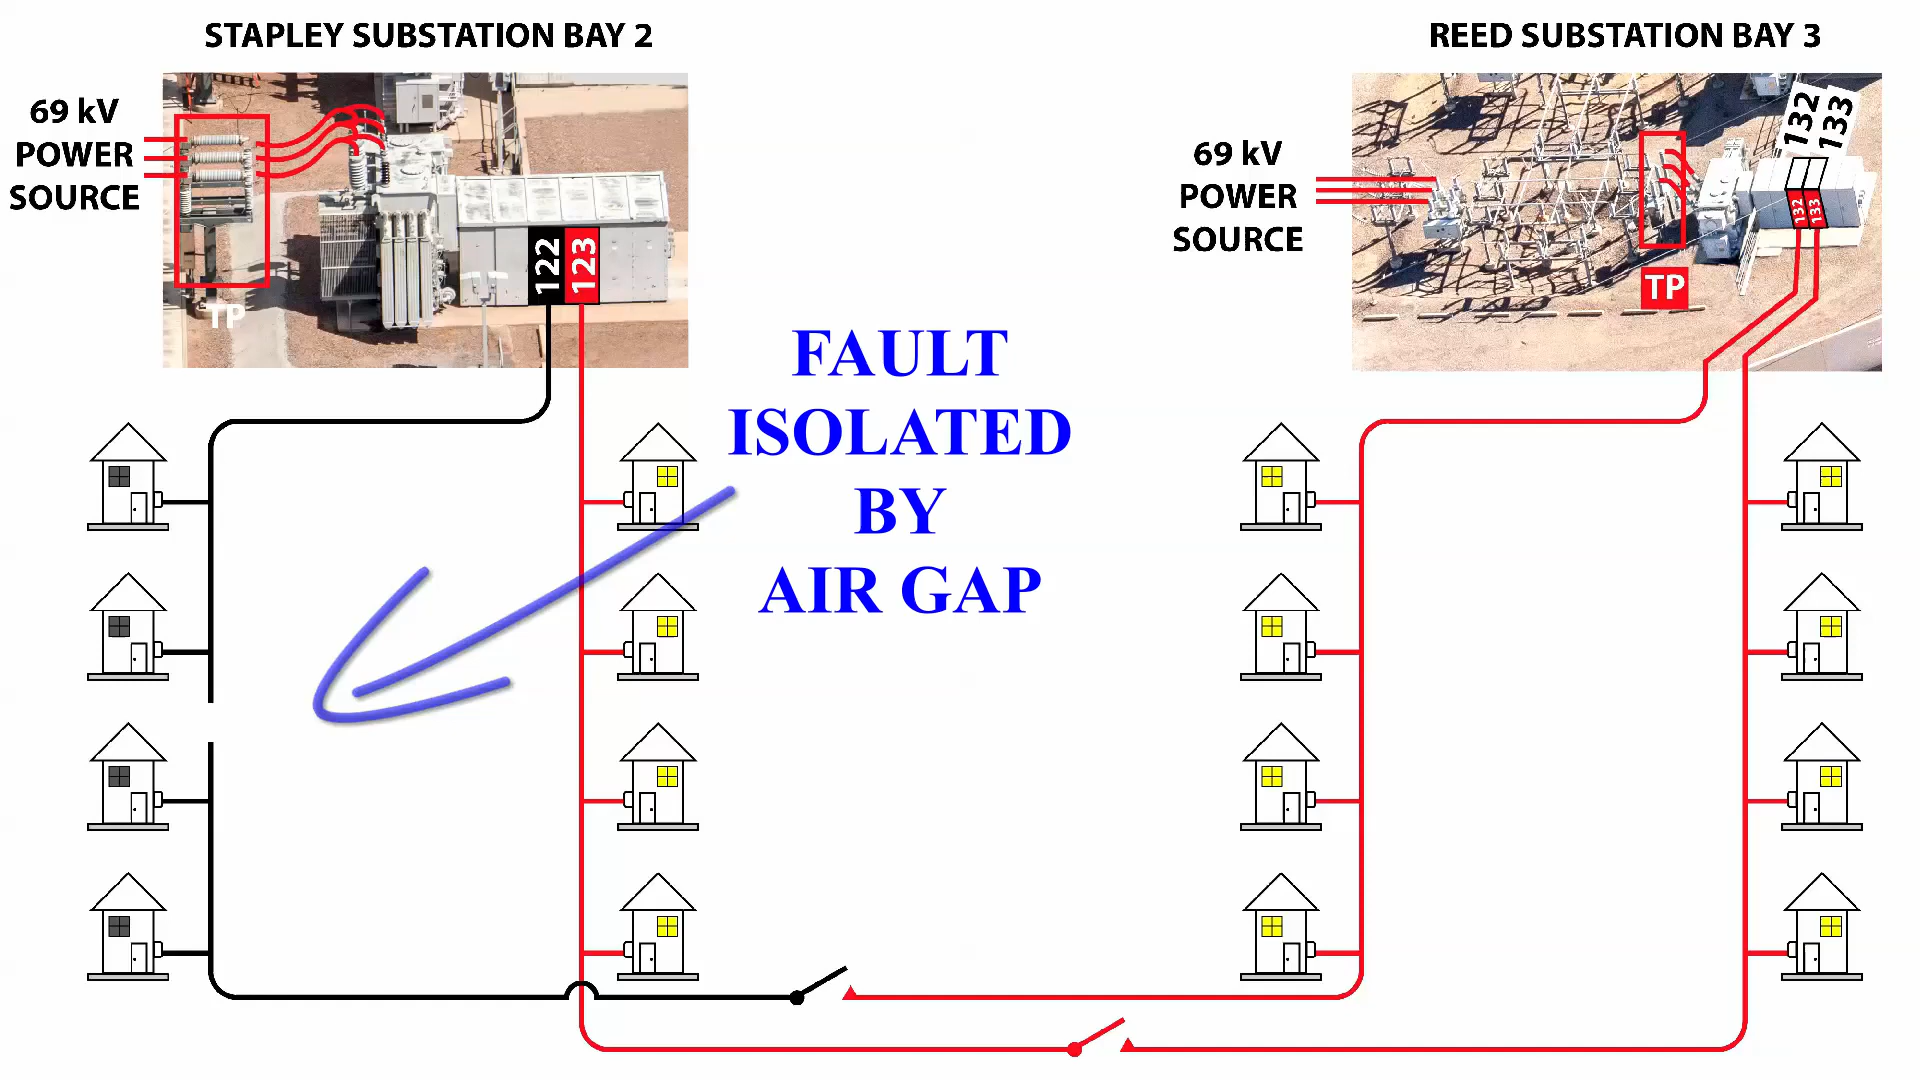 STAPLEY SUBSTATION BAY 2
69 kV
POWER
SOURCE
TP
122
123
FAULT
ISOLATED
BY
AIR GAP
REED SUBSTATION BAY 3
69 kV
POWER
SOURCE
TP
132
133
132
133